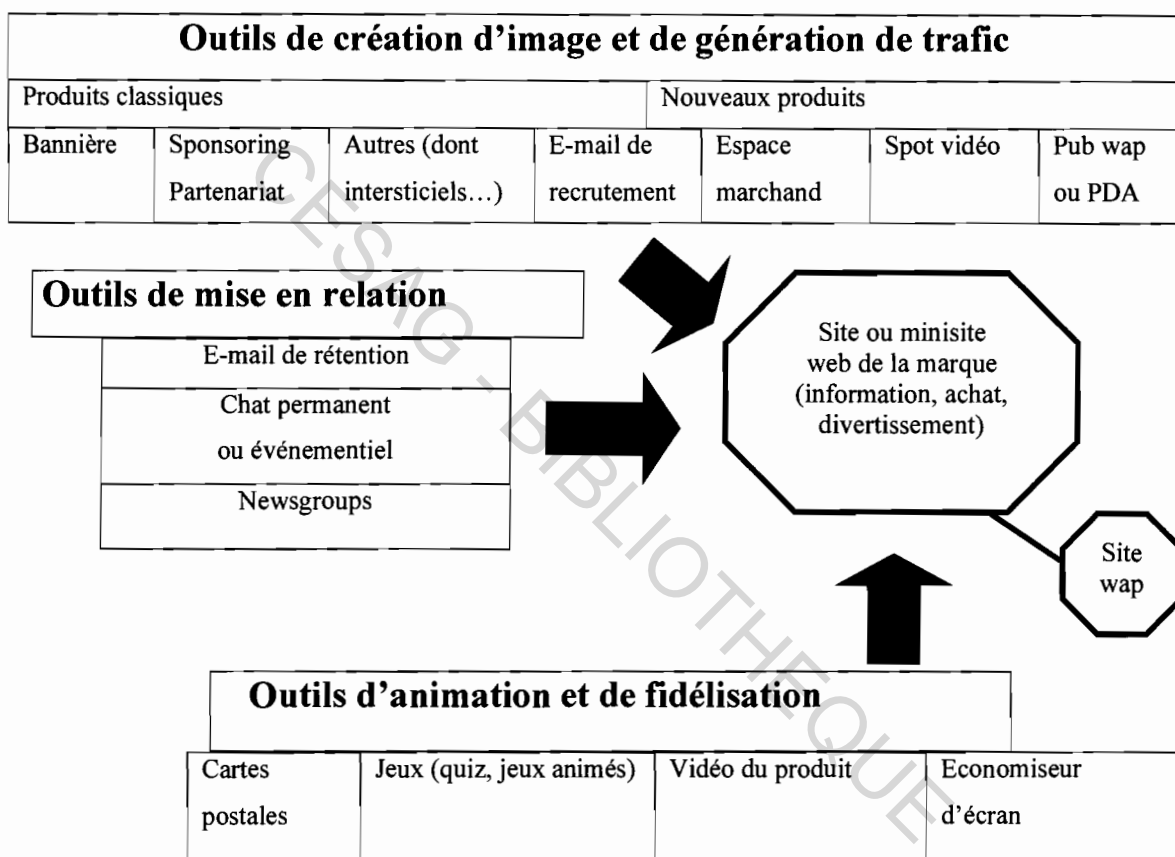 Outils de création d’image et de génération de trafic
Produits classiques
Nouveaux produits
Bannière
Sponsoring
Partenariat
Autres (dont
intersticiels…)
E-mail de
recrutement
Espace
marchand
Spot vidéo
Pub wap
ou PDA
Outils de mise en relation
E-mail de rétention
Chat permanent
ou événementiel
Newsgroups
Site ou minisite
web de la marque
(information, achat,
divertissement)
Site
wap
Outils d’animation et de fidélisation
Cartes
postales
Jeux (quiz, jeux animés)
Vidéo du produit
Economiseur
d’écran
CESAG - BIBLIOTHEQUE